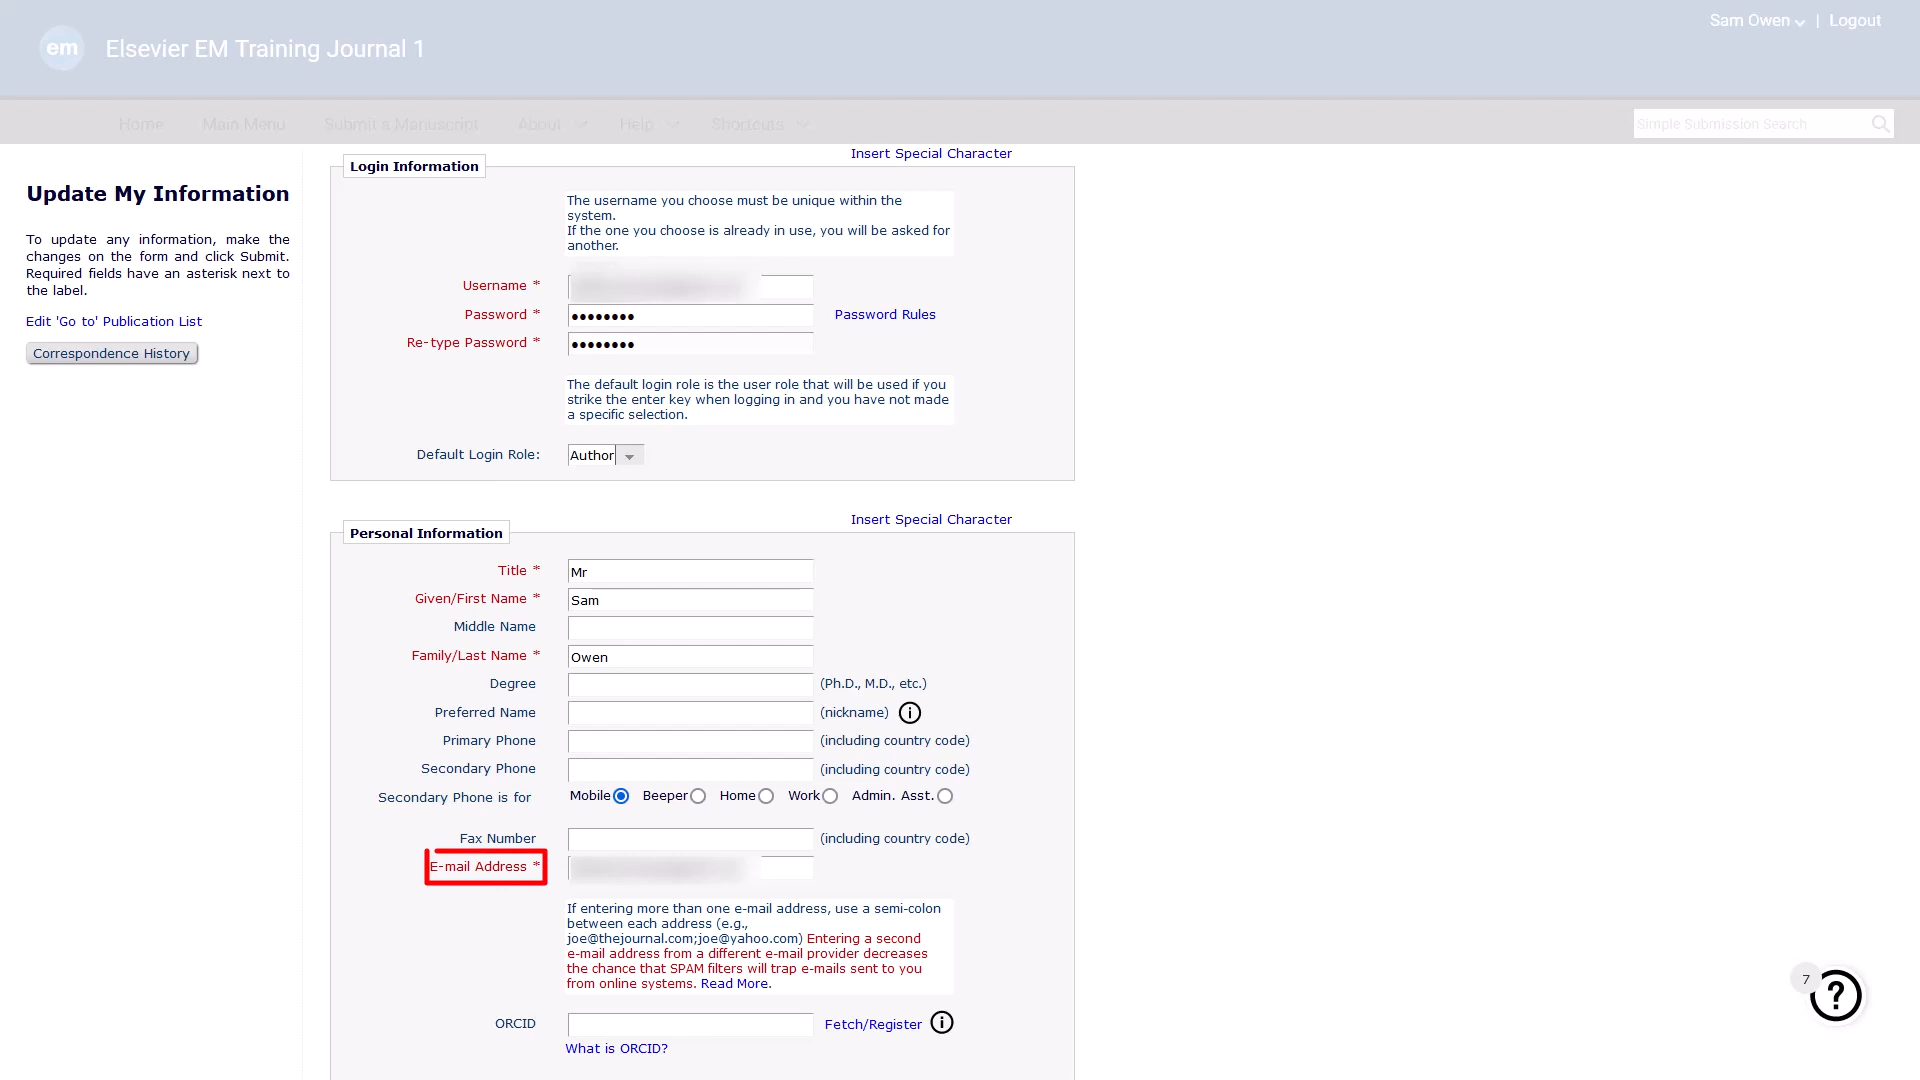 Sam Owen | Logout
em Elsevier EM Training Journal 1
Home Main Menu Submit a Manuscript About Help Shortcuts Simple Submission Search
Update My Information
To update any information, make the
changes on the form and click Submit.
Required fields have an asterisk next to
the label.
Edit 'Go to' Publication List
Correspondence History
Insert Special Character
Login Information
The username you choose must be unique within the
system.
If the one you choose is already in use, you will be asked for
another.
Username *
Password * •••••••• Password Rules
Re-type Password * ••••••••
The default login role is the user role that will be used if you
strike the enter key when logging in and you have not made
a specific selection.
Default Login Role: Author
Insert Special Character
Personal Information
Title * Mr
Given/First Name * Sam
Middle Name
Family/Last Name * Owen
Degree (Ph.D., M.D., etc.)
Preferred Name (nickname) i
Primary Phone (including country code)
Secondary Phone (including country code)
Secondary Phone is for Mobile Beeper Home Work Admin. Asst.
Fax Number (including country code)
E-mail Address *
If entering more than one e-mail address, use a semi-colon
between each address (e.g.,
joe@thejournal.com;joe@yahoo.com) Entering a second
e-mail address from a different e-mail provider decreases
the chance that SPAM filters will trap e-mails sent to you
from online systems. Read More.
ORCID Fetch/Register i
What is ORCID?
7 ?